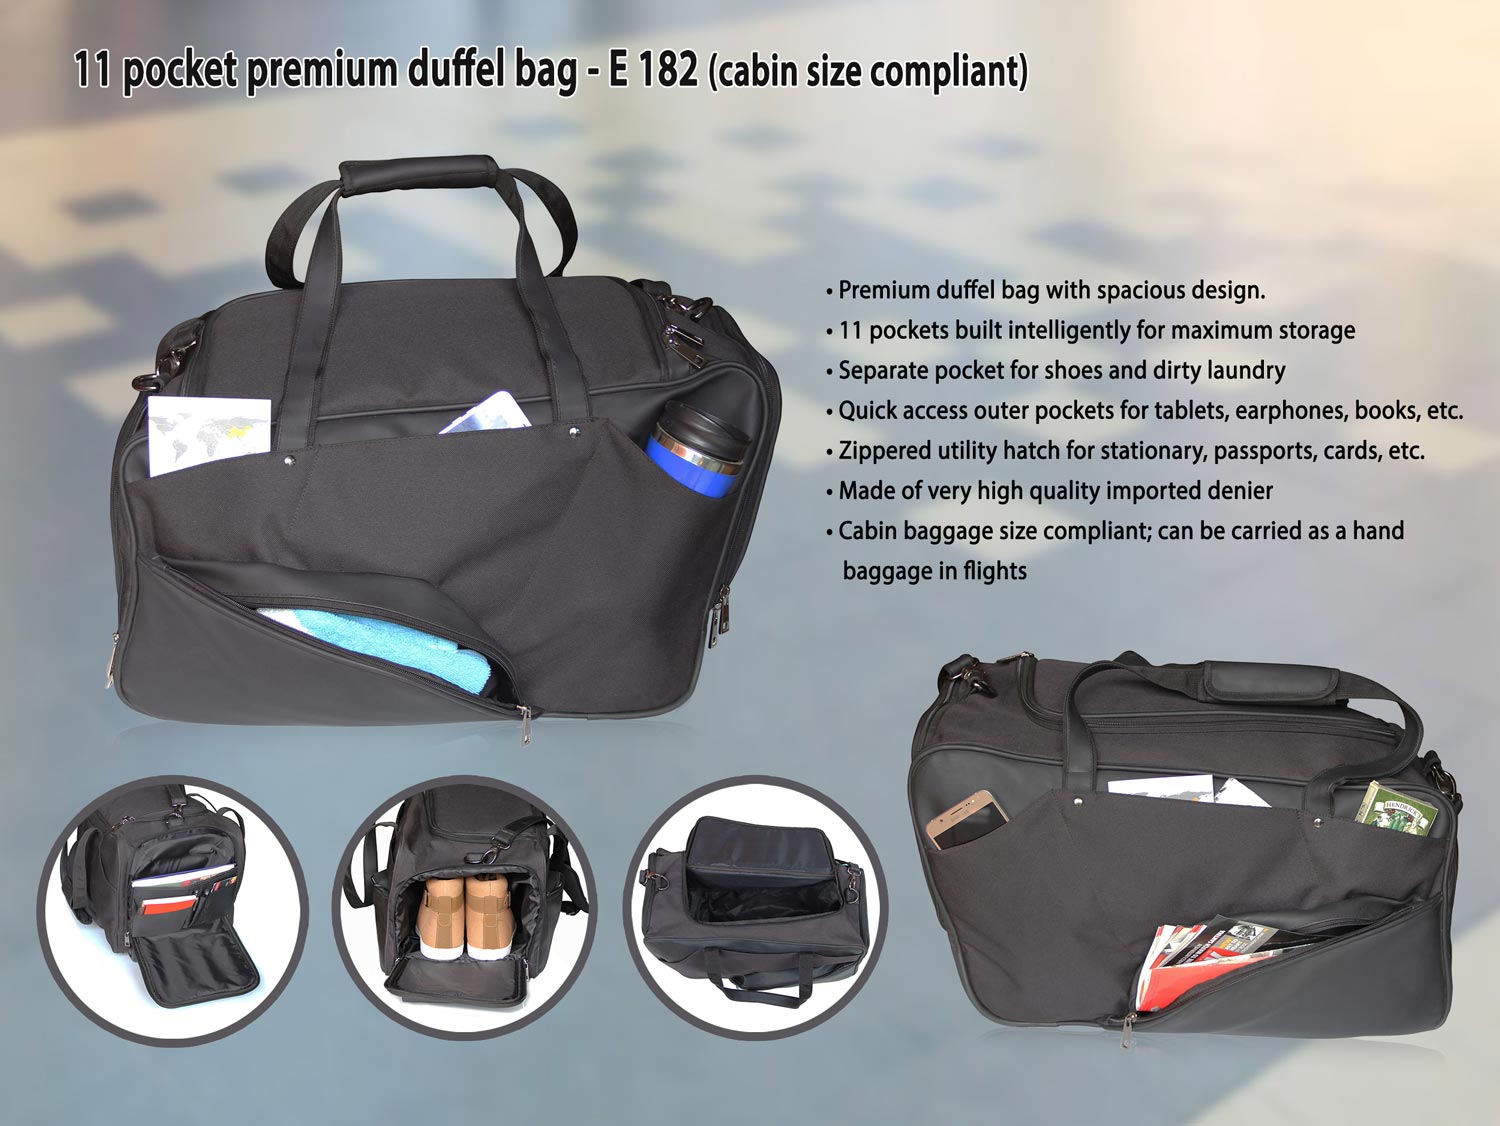 11 pocket premium duffel bag - E 182 (cabin size compliant)
• Premium duffel bag with spacious design.
• 11 pockets built intelligently for maximum storage
• Separate pocket for shoes and dirty laundry
• Quick access outer pockets for tablets, earphones, books, etc.
• Zippered utility hatch for stationary, passports, cards, etc.
• Made of very high quality imported denier
• Cabin baggage size compliant; can be carried as a hand
baggage in flights
HENDRICK'S